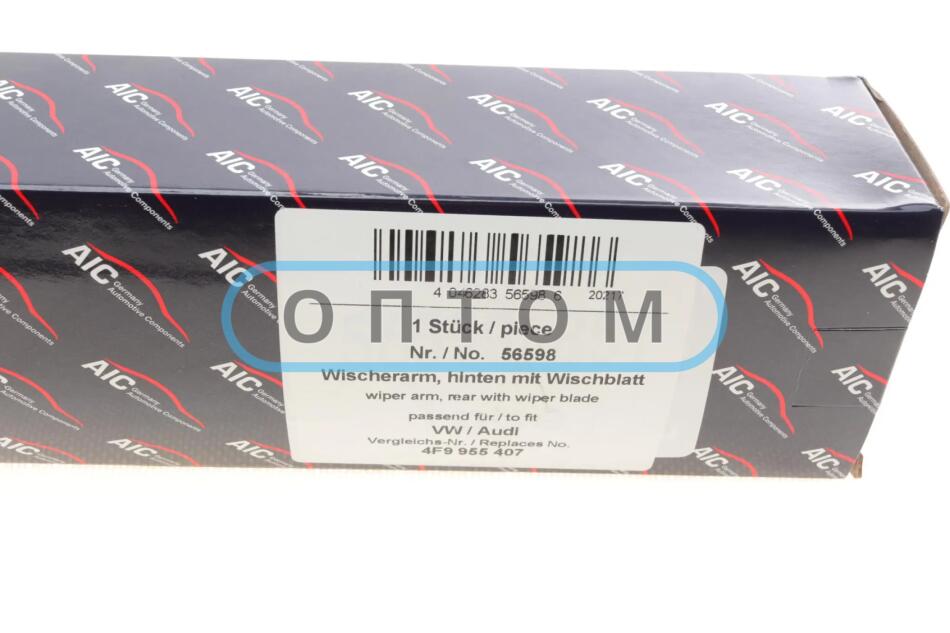 AIC
Germany
Automotive Components
4 046283 56598 6 20217
ОПТОМ
1 Stück / piece
Nr. / No. 56598
Wischerarm, hinten mit Wischblatt
wiper arm, rear with wiper blade
passend für / to fit
VW / Audi
Vergleichs-Nr. / Replaces No.
4F9 955 407